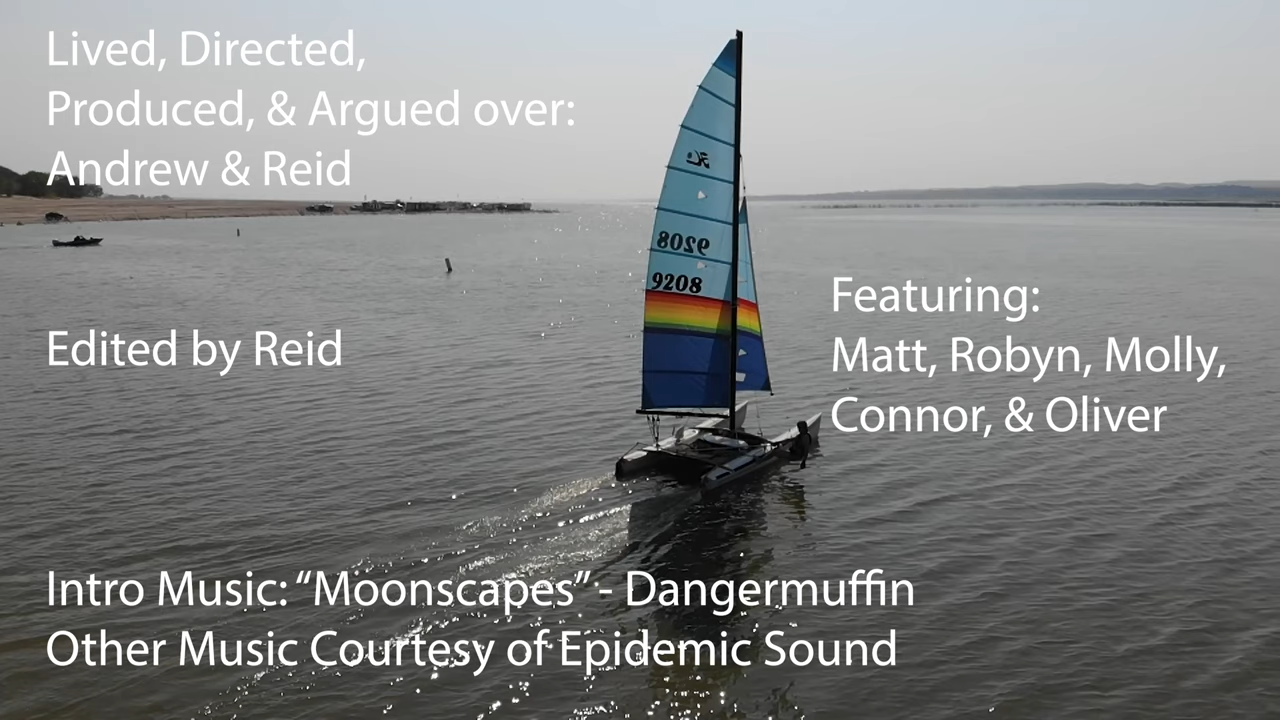 Lived, Directed,
Produced, & Argued over:
Andrew & Reid
9208
9208
Featuring:
Edited by Reid
Matt, Robyn, Molly,
Connor, & Oliver
Intro Music: “Moonscapes” - Dangermuffin
Other Music Courtesy of Epidemic Sound